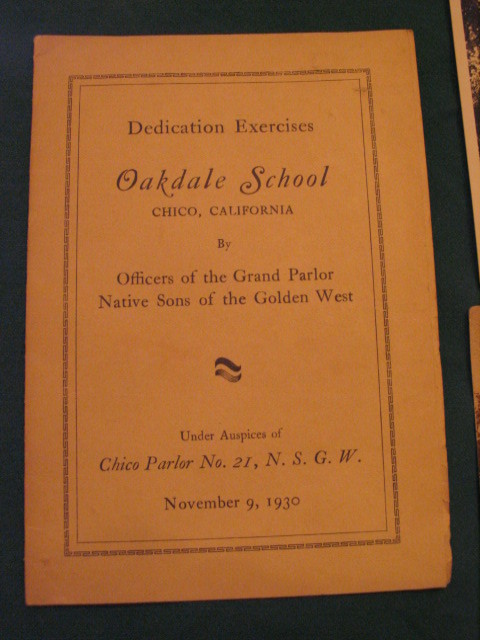 Dedication Exercises
Oakdale School
CHICO, CALIFORNIA
By
Officers of the Grand Parlor
Native Sons of the Golden West
Under Auspices of
Chico Parlor No. 21, N. S. G. W.
November 9, 1930